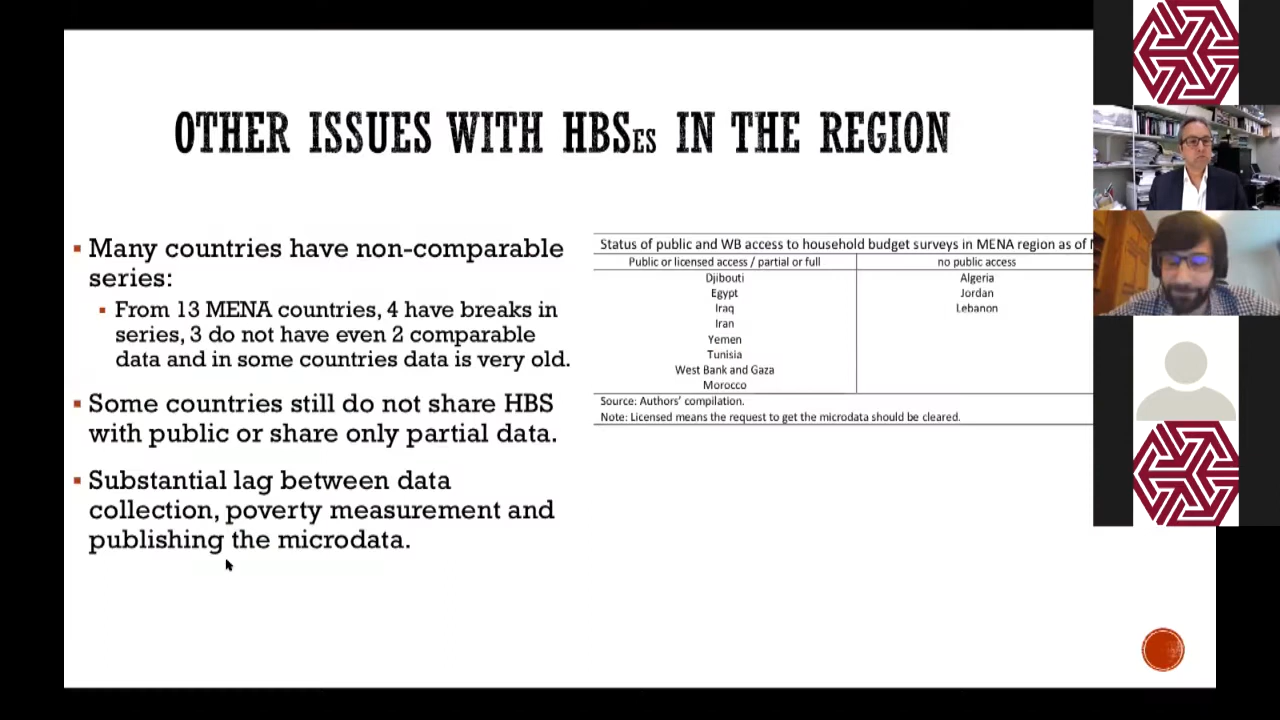 OTHER ISSUES WITH HBSES IN THE REGION
▪ Many countries have non-comparable
series:
▪ From 13 MENA countries, 4 have breaks in
series, 3 do not have even 2 comparable
data and in some countries data is very old.
▪ Some countries still do not share HBS
with public or share only partial data.
▪ Substantial lag between data
collection, poverty measurement and
publishing the microdata.
Status of public and WB access to household budget surveys in MENA region as of
Public or licensed access / partial or full no public access
Djibouti Algeria
Egypt Jordan
Iraq Lebanon
Iran
Yemen
Tunisia
West Bank and Gaza
Morocco
Source: Authors’ compilation.
Note: Licensed means the request to get the microdata should be cleared.